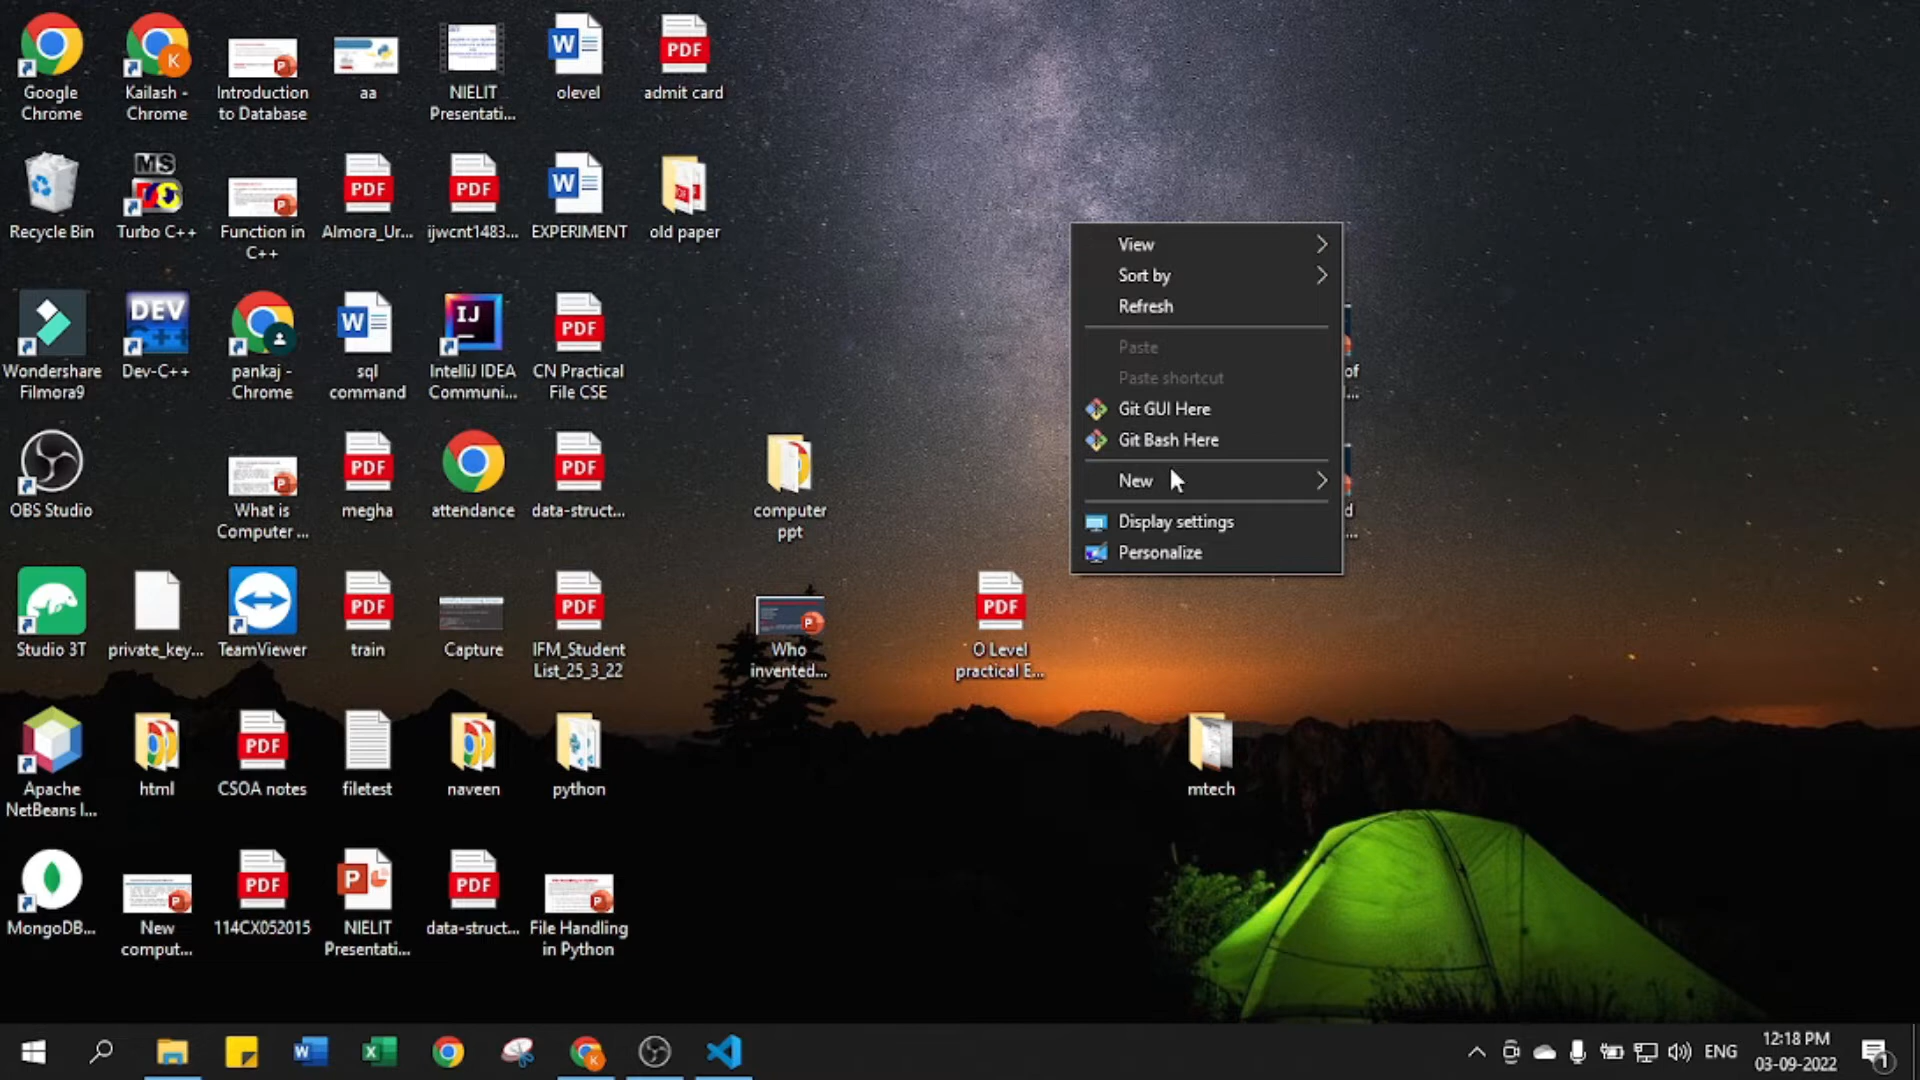 Google
Chrome
Kailash -
Chrome
Introduction
to Database
aa
NIELIT
Presentati...
olevel
PDF
admit card
Recycle Bin
MS
Turbo C++
Function in
C++
PDF
Almora_Ur...
PDF
ijwcnt1483...
EXPERIMENT
old paper
Wondershare
Filmora9
DEV
C++
Dev-C++
pankaj -
Chrome
sql
command
IJ
IntelliJ IDEA
Communi...
PDF
CN Practical
File CSE
OBS Studio
What is
Computer ...
PDF
megha
attendance
PDF
data-struct...
computer
ppt
Studio 3T
private_key...
TeamViewer
PDF
train
Capture
PDF
IFM_Student
List_25_3_22
Who
invented...
PDF
O Level
practical E...
Apache
NetBeans I...
html
PDF
CSOA notes
filetest
naveen
python
mtech
MongoDB...
New
comput...
PDF
114CX052015
NIELIT
Presentati...
PDF
data-struct...
File Handling
in Python
View
Sort by
Refresh
Paste
Paste shortcut
Git GUI Here
Git Bash Here
New
Display settings
Personalize
of
ENG
12:18 PM
03-09-2022
1